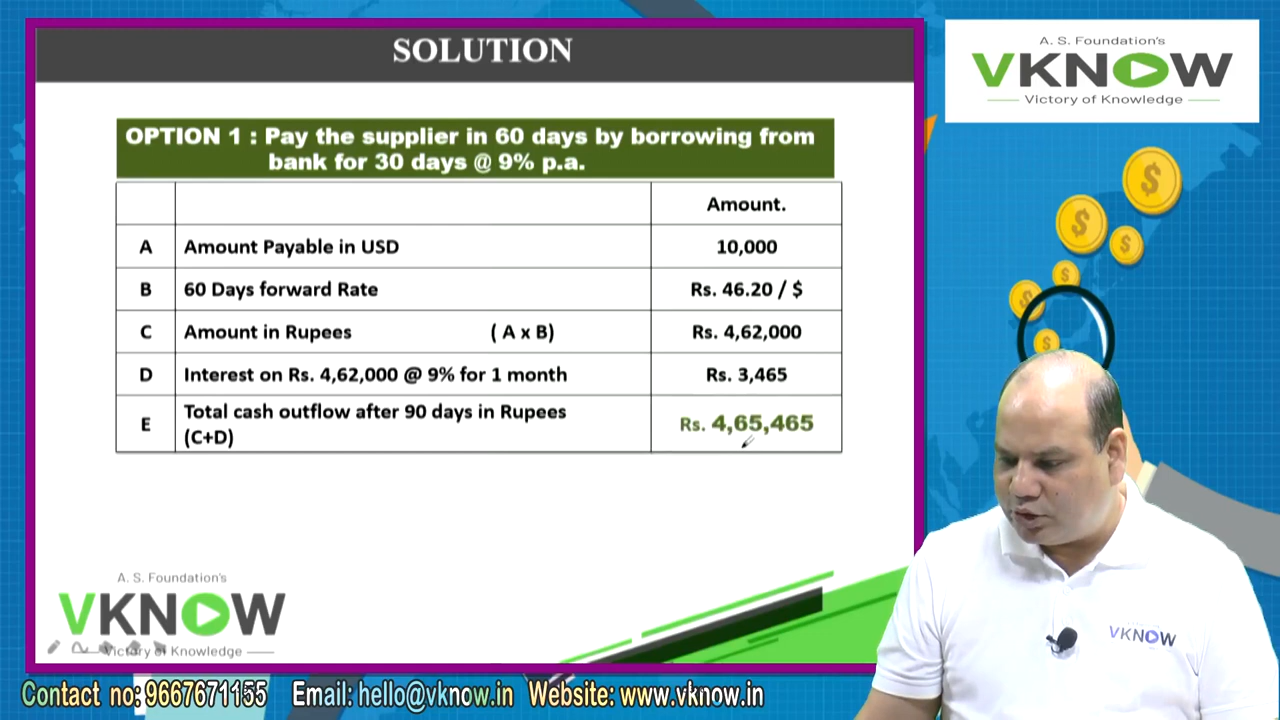 SOLUTION
A. S. Foundation's
VKNOW
Victory of Knowledge
OPTION 1 : Pay the supplier in 60 days by borrowing from
bank for 30 days @ 9% p.a.
Amount.
A Amount Payable in USD 10,000
B 60 Days forward Rate Rs. 46.20 / $
C Amount in Rupees ( A x B) Rs. 4,62,000
D Interest on Rs. 4,62,000 @ 9% for 1 month Rs. 3,465
E Total cash outflow after 90 days in Rupees
(C+D) Rs. 4,65,465
A. S. Foundation's
VKNOW
Victory of Knowledge
VKNOW
Contact no: 9667671155 Email: hello@vknow.in Website: www.vknow.in